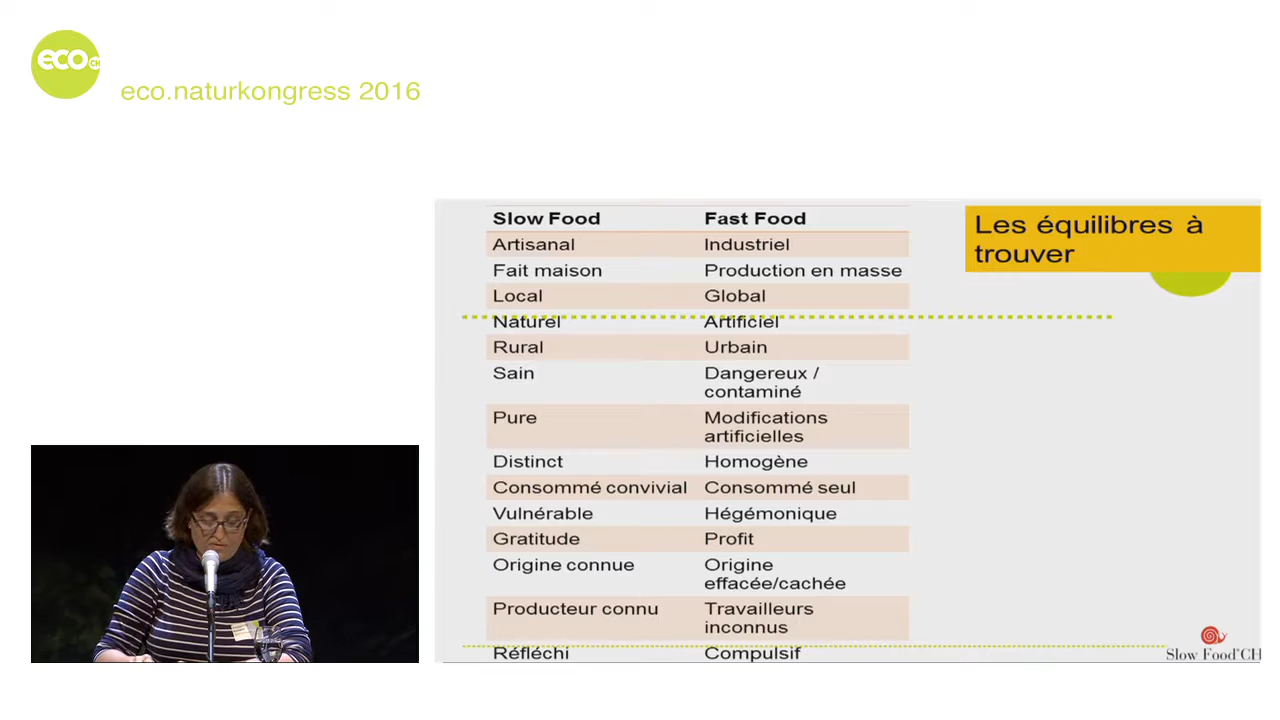 eco.CH
eco.naturkongress 2016
Les équilibres à
trouver
Slow Food Fast Food
Artisanal Industriel
Fait maison Production en masse
Local Global
Naturel Artificiel
Rural Urbain
Sain Dangereux /
contaminé
Pure Modifications
artificielles
Distinct Homogène
Consommé convivial Consommé seul
Vulnérable Hégémonique
Gratitude Profit
Origine connue Origine
effacée/cachée
Producteur connu Travailleurs
inconnus
Réfléchi Compulsif
Slow Food®CH